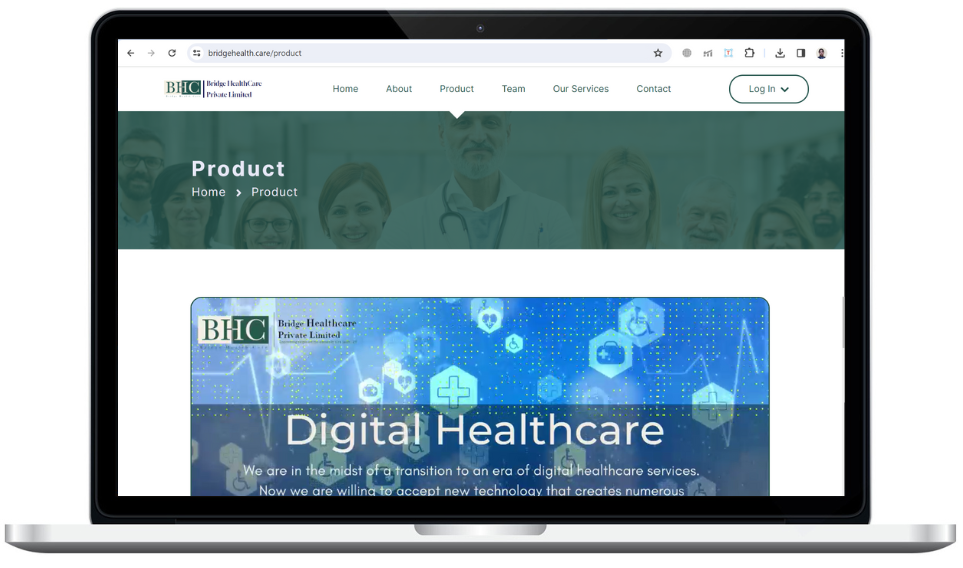 bridgehealth.care/product
BHC Bridge HealthCare
Private Limited
Home About Product Team Our Services Contact Log In
Product
Home > Product
BHC Bridge Healthcare
Private Limited
Digital Healthcare
We are in the midst of a transition to an era of digital healthcare services.
Now we are willing to accept new technology that creates numerous